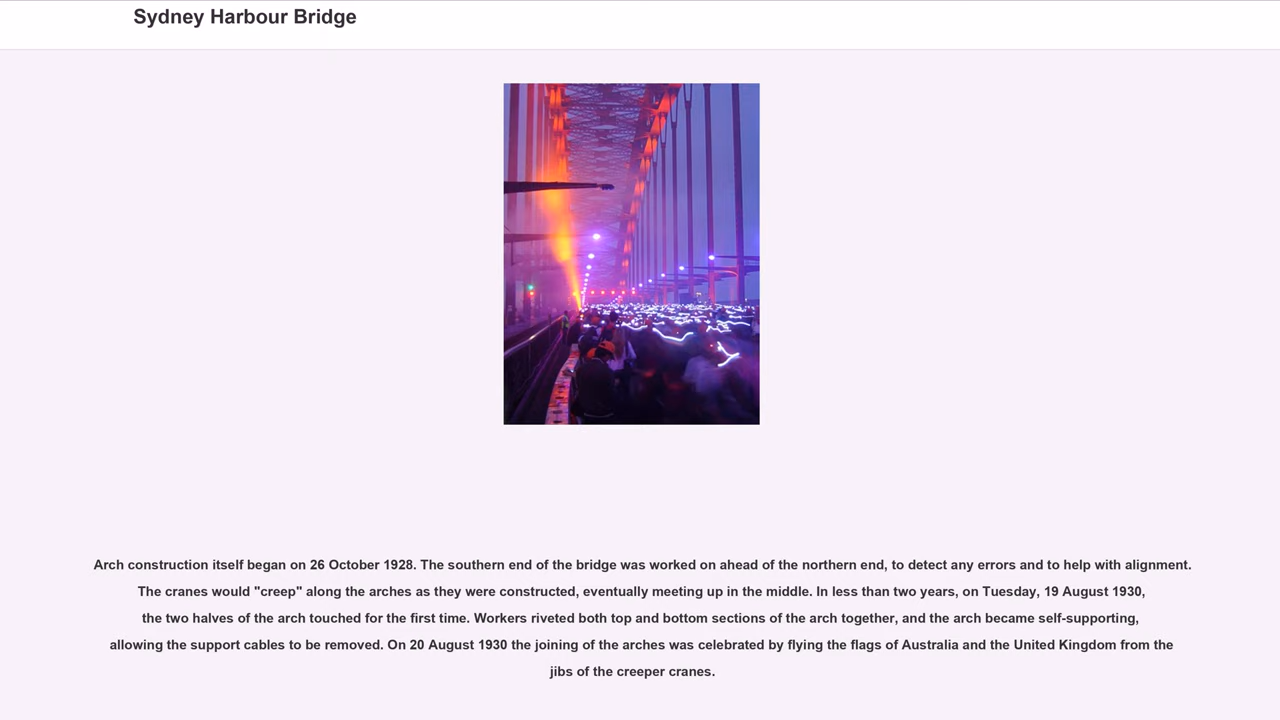 Sydney Harbour Bridge
Arch construction itself began on 26 October 1928. The southern end of the bridge was worked on ahead of the northern end, to detect any errors and to help with alignment.
The cranes would "creep" along the arches as they were constructed, eventually meeting up in the middle. In less than two years, on Tuesday, 19 August 1930,
the two halves of the arch touched for the first time. Workers riveted both top and bottom sections of the arch together, and the arch became self-supporting,
allowing the support cables to be removed. On 20 August 1930 the joining of the arches was celebrated by flying the flags of Australia and the United Kingdom from the
jibs of the creeper cranes.